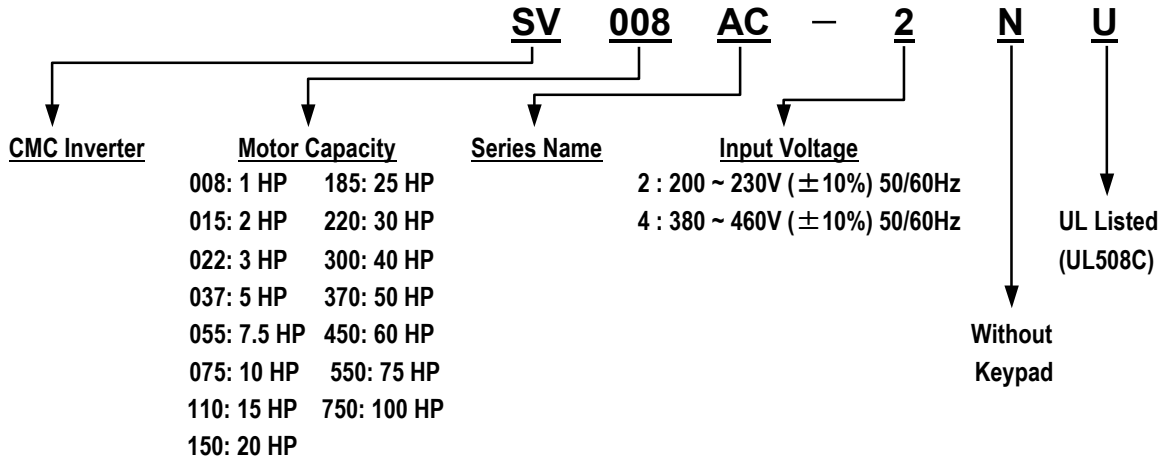 SV 008 AC － 2 N U
CMC Inverter Motor Capacity Series Name Input Voltage
008: 1 HP 185: 25 HP
015: 2 HP 220: 30 HP
022: 3 HP 300: 40 HP
037: 5 HP 370: 50 HP
055: 7.5 HP 450: 60 HP
075: 10 HP 550: 75 HP
110: 15 HP 750: 100 HP
150: 20 HP
2 : 200 ~ 230V (±10%) 50/60Hz
4 : 380 ~ 460V (±10%) 50/60Hz
Without
Keypad
UL Listed
(UL508C)